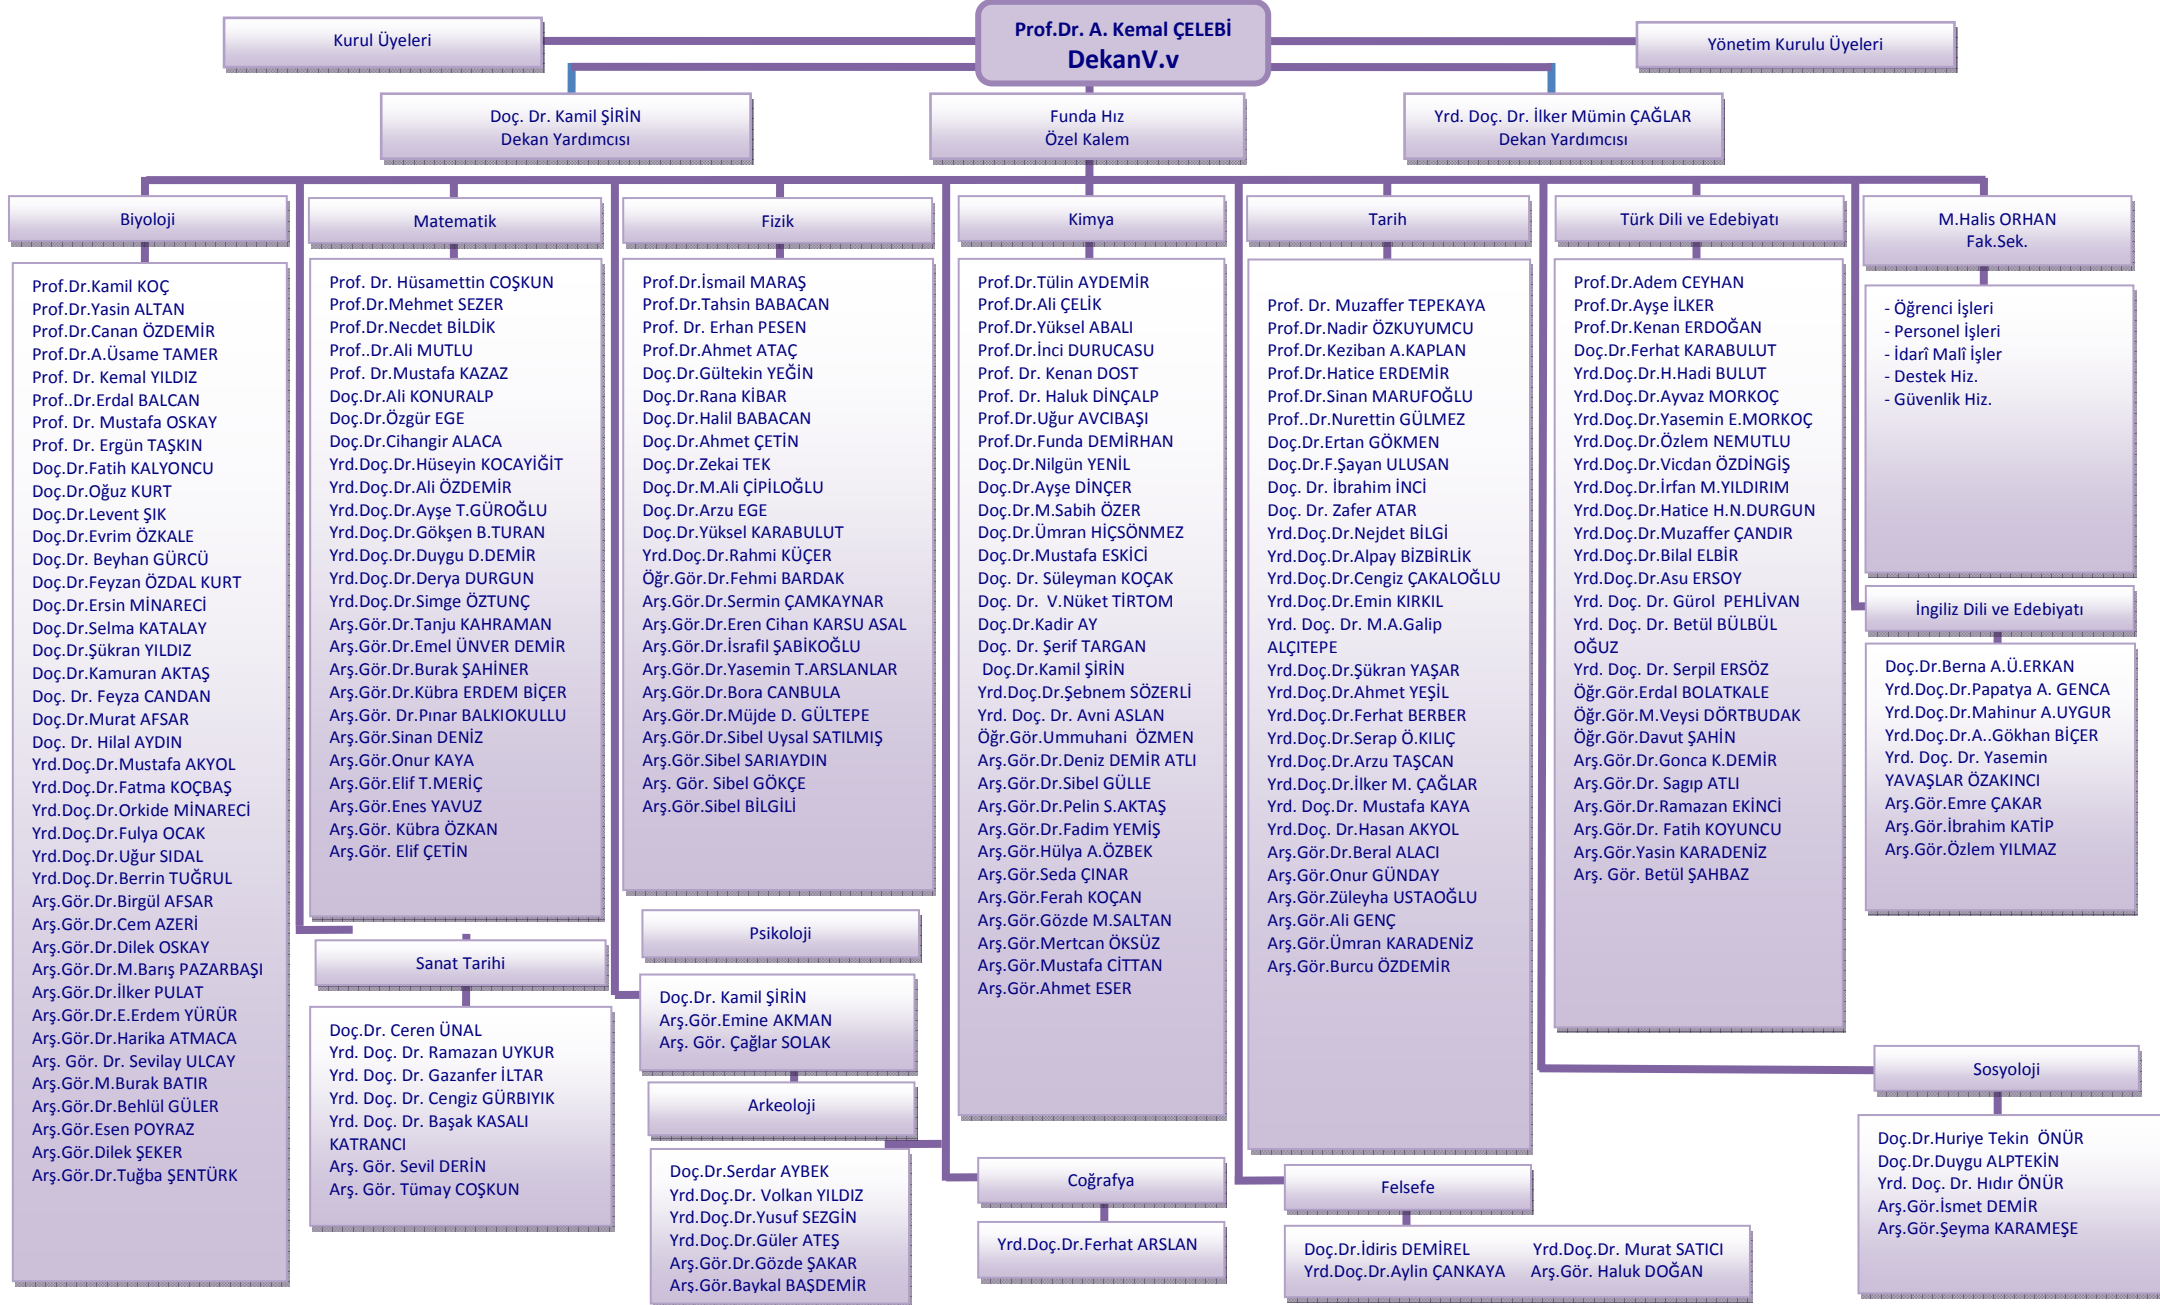 Prof.Dr. A. Kemal ÇELEBİ
DekanV.v
Kurul Üyeleri
Yönetim Kurulu Üyeleri
Doç. Dr. Kamil ŞİRİN
Dekan Yardımcısı
Funda Hız
Özel Kalem
Yrd. Doç. Dr. İlker Mümin ÇAĞLAR
Dekan Yardımcısı
Biyoloji
Prof.Dr.Kamil KOÇ
Prof.Dr.Yasin ALTAN
Prof.Dr.Canan ÖZDEMİR
Prof.Dr.A.Üsame TAMER
Prof. Dr. Kemal YILDIZ
Prof..Dr.Erdal BALCAN
Prof. Dr. Mustafa OSKAY
Prof. Dr. Ergün TAŞKIN
Doç.Dr.Fatih KALYONCU
Doç.Dr.Oğuz KURT
Doç.Dr.Levent ŞIK
Doç.Dr.Evrim ÖZKALE
Doç.Dr. Beyhan GÜRCÜ
Doç.Dr.Feyzan ÖZDAL KURT
Doç.Dr.Ersin MİNARECİ
Doç.Dr.Selma KATALAY
Doç.Dr.Şükran YILDIZ
Doç.Dr.Kamuran AKTAŞ
Doç. Dr. Feyza CANDAN
Doç.Dr.Murat AFSAR
Doç. Dr. Hilal AYDIN
Yrd.Doç.Dr.Mustafa AKYOL
Yrd.Doç.Dr.Fatma KOÇBAŞ
Yrd.Doç.Dr.Orkide MİNARECİ
Yrd.Doç.Dr.Fulya OCAK
Yrd.Doç.Dr.Uğur SIDAL
Yrd.Doç.Dr.Berrin TUĞRUL
Arş.Gör.Dr.Birgül AFSAR
Arş.Gör.Dr.Cem AZERİ
Arş.Gör.Dr.Dilek OSKAY
Arş.Gör.Dr.M.Barış PAZARBAŞI
Arş.Gör.Dr.İlker PULAT
Arş.Gör.Dr.E.Erdem YÜRÜR
Arş.Gör.Dr.Harika ATMACA
Arş. Gör. Dr. Sevilay ULCAY
Arş.Gör.M.Burak BATIR
Arş.Gör.Dr.Behlül GÜLER
Arş.Gör.Esen POYRAZ
Arş.Gör.Dilek ŞEKER
Arş.Gör.Dr.Tuğba ŞENTÜRK
Matematik
Prof. Dr. Hüsamettin COŞKUN
Prof.Dr.Mehmet SEZER
Prof.Dr.Necdet BİLDİK
Prof..Dr.Ali MUTLU
Prof. Dr.Mustafa KAZAZ
Doç.Dr.Ali KONURALP
Doç.Dr.Özgür EGE
Doç.Dr.Cihangir ALACA
Yrd.Doç.Dr.Hüseyin KOCAYİĞİT
Yrd.Doç.Dr.Ali ÖZDEMİR
Yrd.Doç.Dr.Ayşe T.GÜROĞLU
Yrd.Doç.Dr.Gökşen B.TURAN
Yrd.Doç.Dr.Duygu D.DEMİR
Yrd.Doç.Dr.Derya DURGUN
Yrd.Doç.Dr.Simge ÖZTUNÇ
Arş.Gör.Dr.Tanju KAHRAMAN
Arş.Gör.Dr.Emel ÜNVER DEMİR
Arş.Gör.Dr.Burak ŞAHİNER
Arş.Gör.Dr.Kübra ERDEM BİÇER
Arş.Gör. Dr.Pınar BALKIOKULLU
Arş.Gör.Sinan DENİZ
Arş.Gör.Onur KAYA
Arş.Gör.Elif T.MERİÇ
Arş.Gör.Enes YAVUZ
Arş.Gör. Kübra ÖZKAN
Arş.Gör. Elif ÇETİN
Sanat Tarihi
Doç.Dr. Ceren ÜNAL
Yrd. Doç. Dr. Ramazan UYKUR
Yrd. Doç. Dr. Gazanfer İLTAR
Yrd. Doç. Dr. Cengiz GÜRBIYIK
Yrd. Doç. Dr. Başak KASALI
KATRANCI
Arş. Gör. Sevil DERİN
Arş. Gör. Tümay COŞKUN
Fizik
Prof.Dr.İsmail MARAŞ
Prof.Dr.Tahsin BABACAN
Prof. Dr. Erhan PESEN
Prof.Dr.Ahmet ATAÇ
Doç.Dr.Gültekin YEĞİN
Doç.Dr.Rana KİBAR
Doç.Dr.Halil BABACAN
Doç.Dr.Ahmet ÇETİN
Doç.Dr.Zekai TEK
Doç.Dr.M.Ali ÇİPİLOĞLU
Doç.Dr.Arzu EGE
Doç.Dr.Yüksel KARABULUT
Yrd.Doç.Dr.Rahmi KÜÇER
Öğr.Gör.Dr.Fehmi BARDAK
Arş.Gör.Dr.Sermin ÇAMKAYNAR
Arş.Gör.Dr.Eren Cihan KARSU ASAL
Arş.Gör.Dr.İsrafil ŞABİKOĞLU
Arş.Gör.Dr.Yasemin T.ARSLANLAR
Arş.Gör.Dr.Bora CANBULA
Arş.Gör.Dr.Müjde D. GÜLTEPE
Arş.Gör.Dr.Sibel Uysal SATILMIŞ
Arş.Gör.Sibel SARIAYDIN
Arş. Gör. Sibel GÖKÇE
Arş.Gör.Sibel BİLGİLİ
Psikoloji
Doç.Dr. Kamil ŞİRİN
Arş.Gör.Emine AKMAN
Arş. Gör. Çağlar SOLAK
Arkeoloji
Doç.Dr.Serdar AYBEK
Yrd.Doç.Dr. Volkan YILDIZ
Yrd.Doç.Dr.Yusuf SEZGİN
Yrd.Doç.Dr.Güler ATEŞ
Arş.Gör.Dr.Gözde ŞAKAR
Arş.Gör.Baykal BAŞDEMİR
Kimya
Prof.Dr.Tülin AYDEMİR
Prof.Dr.Ali ÇELİK
Prof.Dr.Yüksel ABALI
Prof.Dr.İnci DURUCASU
Prof. Dr. Kenan DOST
Prof. Dr. Haluk DİNÇALP
Prof.Dr.Uğur AVCIBAŞI
Prof.Dr.Funda DEMİRHAN
Doç.Dr.Nilgün YENİL
Doç.Dr.Ayşe DİNÇER
Doç.Dr.M.Sabih ÖZER
Doç.Dr.Ümran HİÇSÖNMEZ
Doç.Dr.Mustafa ESKİCİ
Doç. Dr. Süleyman KOÇAK
Doç. Dr. V.Nüket TİRTOM
Doç.Dr.Kadir AY
Doç. Dr. Şerif TARGAN
Doç.Dr.Kamil ŞİRİN
Yrd.Doç.Dr.Şebnem SÖZERLİ
Yrd. Doç. Dr. Avni ASLAN
Öğr.Gör.Ummuhani ÖZMEN
Arş.Gör.Dr.Deniz DEMİR ATLI
Arş.Gör.Dr.Sibel GÜLLE
Arş.Gör.Dr.Pelin S.AKTAŞ
Arş.Gör.Dr.Fadim YEMİŞ
Arş.Gör.Hülya A.ÖZBEK
Arş.Gör.Seda ÇINAR
Arş.Gör.Ferah KOÇAN
Arş.Gör.Gözde M.SALTAN
Arş.Gör.Mertcan ÖKSÜZ
Arş.Gör.Mustafa CİTTAN
Arş.Gör.Ahmet ESER
Coğrafya
Yrd.Doç.Dr.Ferhat ARSLAN
Tarih
Prof. Dr. Muzaffer TEPEKAYA
Prof.Dr.Nadir ÖZKUYUMCU
Prof.Dr.Keziban A.KAPLAN
Prof.Dr.Hatice ERDEMİR
Prof.Dr.Sinan MARUFOĞLU
Prof..Dr.Nurettin GÜLMEZ
Doç.Dr.Ertan GÖKMEN
Doç.Dr.F.Şayan ULUSAN
Doç. Dr. İbrahim İNCİ
Doç. Dr. Zafer ATAR
Yrd.Doç.Dr.Nejdet BİLGİ
Yrd.Doç.Dr.Alpay BİZBİRLİK
Yrd.Doç.Dr.Cengiz ÇAKALOĞLU
Yrd.Doç.Dr.Emin KIRKIL
Yrd. Doç. Dr. M.A.Galip
ALÇITEPE
Yrd.Doç.Dr.Şükran YAŞAR
Yrd.Doç.Dr.Ahmet YEŞİL
Yrd.Doç.Dr.Ferhat BERBER
Yrd.Doç.Dr.Serap Ö.KILIÇ
Yrd.Doç.Dr.Arzu TAŞCAN
Yrd.Doç.Dr.İlker M. ÇAĞLAR
Yrd. Doç.Dr. Mustafa KAYA
Yrd.Doç. Dr.Hasan AKYOL
Arş.Gör.Dr.Beral ALACI
Arş.Gör.Onur GÜNDAY
Arş.Gör.Züleyha USTAOĞLU
Arş.Gör.Ali GENÇ
Arş.Gör.Ümran KARADENİZ
Arş.Gör.Burcu ÖZDEMİR
Felsefe
Doç.Dr.İdiris DEMİREL Yrd.Doç.Dr. Murat SATICI
Yrd.Doç.Dr.Aylin ÇANKAYA Arş.Gör. Haluk DOĞAN
Türk Dili ve Edebiyatı
Prof.Dr.Adem CEYHAN
Prof.Dr.Ayşe İLKER
Prof.Dr.Kenan ERDOĞAN
Doç.Dr.Ferhat KARABULUT
Yrd.Doç.Dr.H.Hadi BULUT
Yrd.Doç.Dr.Ayvaz MORKOÇ
Yrd.Doç.Dr.Yasemin E.MORKOÇ
Yrd.Doç.Dr.Özlem NEMUTLU
Yrd.Doç.Dr.Vicdan ÖZDİNGİŞ
Yrd.Doç.Dr.İrfan M.YILDIRIM
Yrd.Doç.Dr.Hatice H.N.DURGUN
Yrd.Doç.Dr.Muzaffer ÇANDIR
Yrd.Doç.Dr.Bilal ELBİR
Yrd.Doç.Dr.Asu ERSOY
Yrd. Doç. Dr. Gürol PEHLİVAN
Yrd. Doç. Dr. Betül BÜLBÜL
OĞUZ
Yrd. Doç. Dr. Serpil ERSÖZ
Öğr.Gör.Erdal BOLATKALE
Öğr.Gör.M.Veysi DÖRTBUDAK
Öğr.Gör.Davut ŞAHİN
Arş.Gör.Dr.Gonca K.DEMİR
Arş.Gör.Dr. Sagıp ATLI
Arş.Gör.Dr.Ramazan EKİNCİ
Arş.Gör.Dr. Fatih KOYUNCU
Arş.Gör.Yasin KARADENİZ
Arş. Gör. Betül ŞAHBAZ
M.Halis ORHAN
Fak.Sek.
- Öğrenci İşleri
- Personel İşleri
- İdarî Malî İşler
- Destek Hiz.
- Güvenlik Hiz.
İngiliz Dili ve Edebiyatı
Doç.Dr.Berna A.Ü.ERKAN
Yrd.Doç.Dr.Papatya A. GENCA
Yrd.Doç.Dr.Mahinur A.UYGUR
Yrd.Doç.Dr.A..Gökhan BİÇER
Yrd. Doç. Dr. Yasemin
YAVAŞLAR ÖZAKINCI
Arş.Gör.Emre ÇAKAR
Arş.Gör.İbrahim KATİP
Arş.Gör.Özlem YILMAZ
Sosyoloji
Doç.Dr.Huriye Tekin ÖNÜR
Doç.Dr.Duygu ALPTEKİN
Yrd. Doç. Dr. Hıdır ÖNÜR
Arş.Gör.İsmet DEMİR
Arş.Gör.Şeyma KARAMEŞE